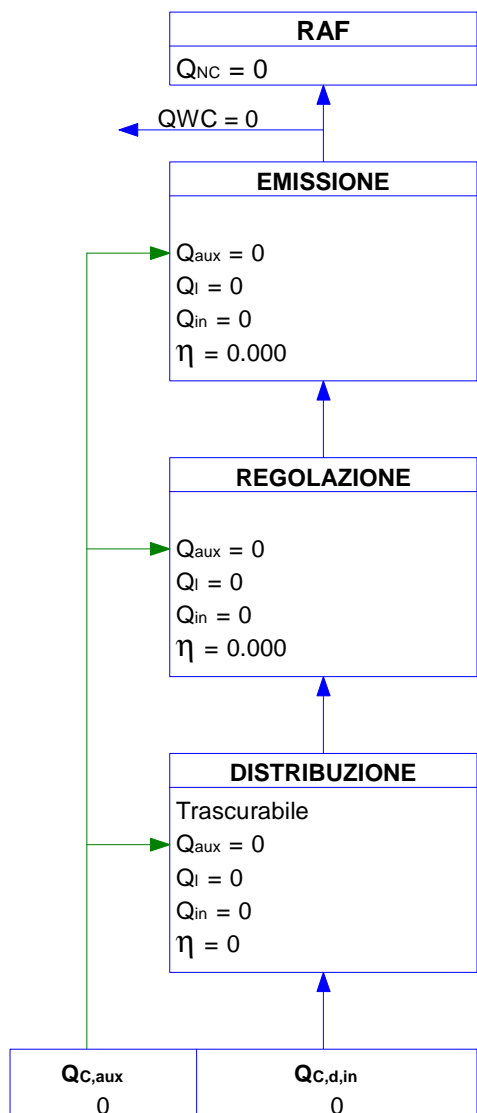 RAF
QNC = 0
QWC = 0
EMISSIONE
Qaux = 0
Ql = 0
Qin = 0
η = 0.000
REGOLAZIONE
Qaux = 0
Ql = 0
Qin = 0
η = 0.000
DISTRIBUZIONE
Trascurabile
Qaux = 0
Ql = 0
Qin = 0
η = 0
QC,aux QC,d,in
0 0